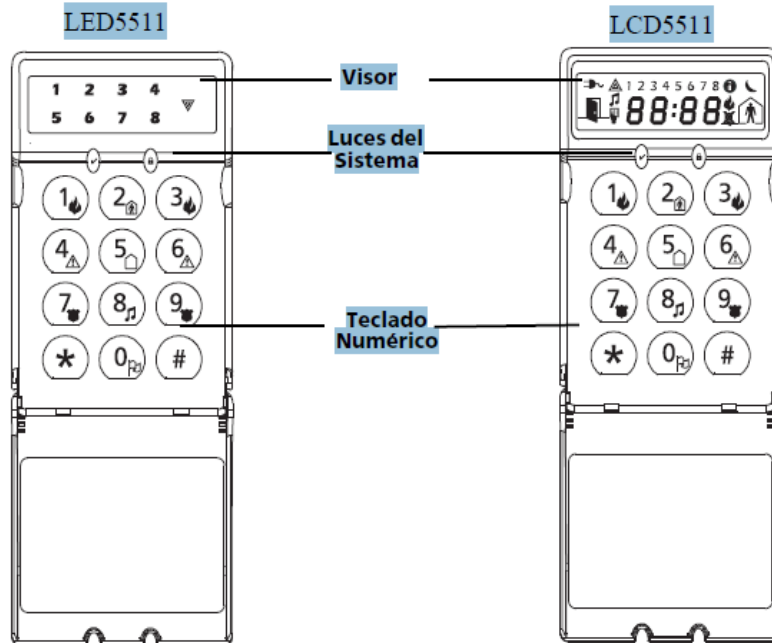 LED5511
LCD5511
Visor
1 2 3 4
5 6 7 8
1 2 3 4 5 6 7 8
88:88
Luces del
Sistema
1 2 3
4 5 6
7 8 9
* 0 #
1 2 3
4 5 6
7 8 9
* 0 #
Teclado
Numérico